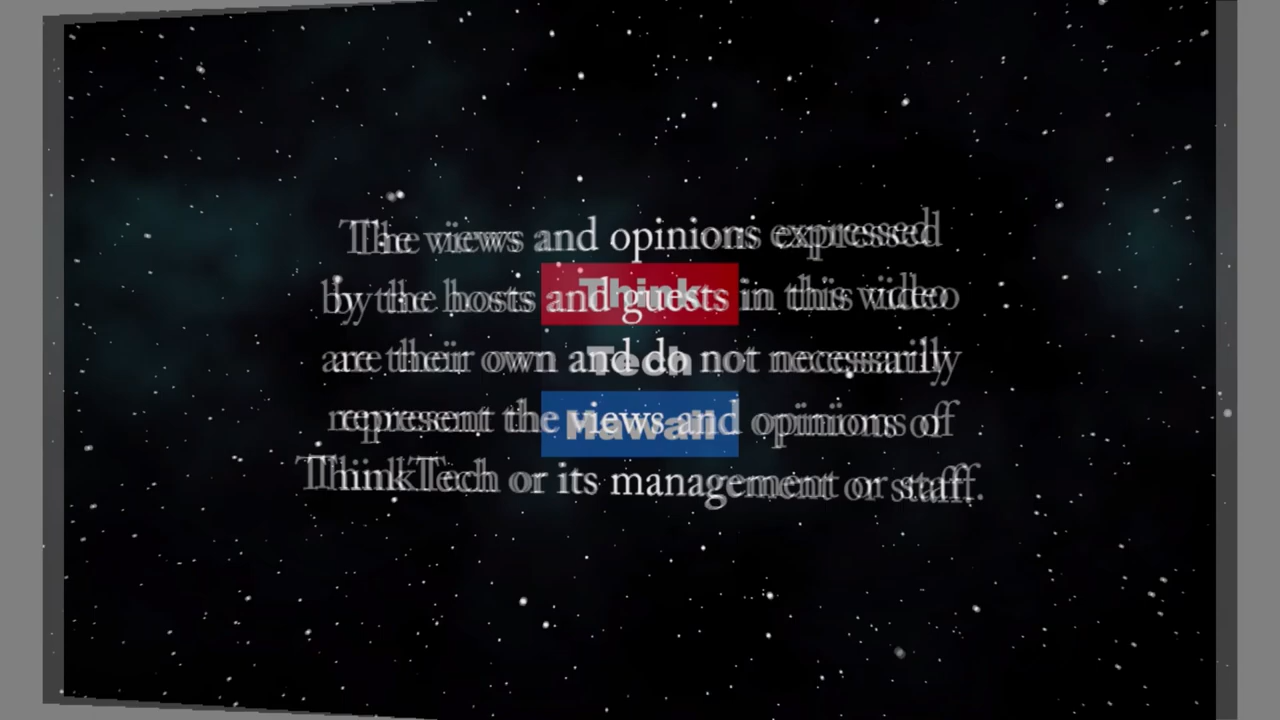 The views and opinions expressed
by the hosts and guests in this video
are their own and do not necessarily
represent the views and opinions of
ThinkTech or its management or staff.
Think
Tech
Hawaii